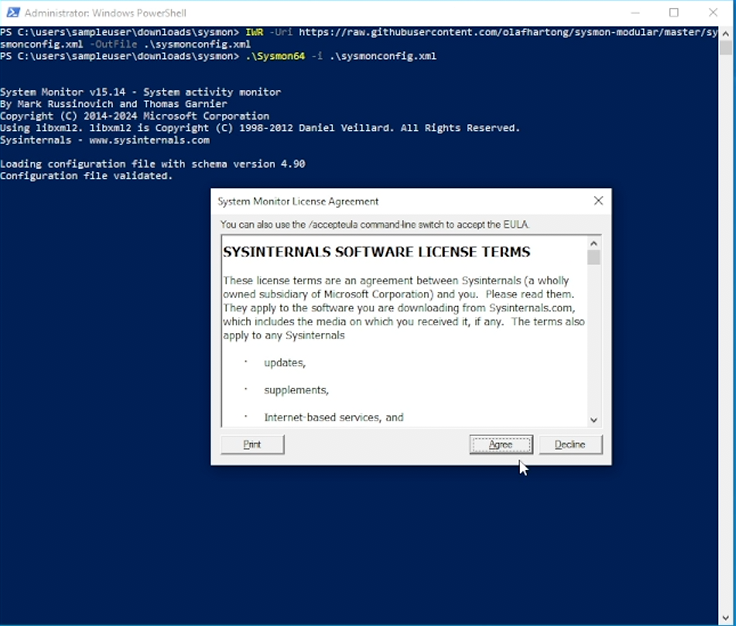 Administrator: Windows PowerShell
PS C:\users\sampleuser\downloads\sysmon> IWR -Uri https://raw.githubusercontent.com/olafhartong/sysmon-modular/master/sy
smonconfig.xml -OutFile .\sysmonconfig.xml
PS C:\users\sampleuser\downloads\sysmon> .\Sysmon64 -i .\sysmonconfig.xml
System Monitor v15.14 - System activity monitor
By Mark Russinovich and Thomas Garnier
Copyright (C) 2014-2024 Microsoft Corporation
Using libxml2. libxml2 is Copyright (C) 1998-2012 Daniel Veillard. All Rights Reserved.
Sysinternals - www.sysinternals.com
Loading configuration file with schema version 4.90
Configuration file validated.
System Monitor License Agreement
You can also use the /accepteula command-line switch to accept the EULA.
SYSINTERNALS SOFTWARE LICENSE TERMS
These license terms are an agreement between Sysinternals (a wholly
owned subsidiary of Microsoft Corporation) and you. Please read them.
They apply to the software you are downloading from Sysinternals.com,
which includes the media on which you received it, if any. The terms also
apply to any Sysinternals
· updates,
· supplements,
· Internet-based services, and
Print Agree Decline